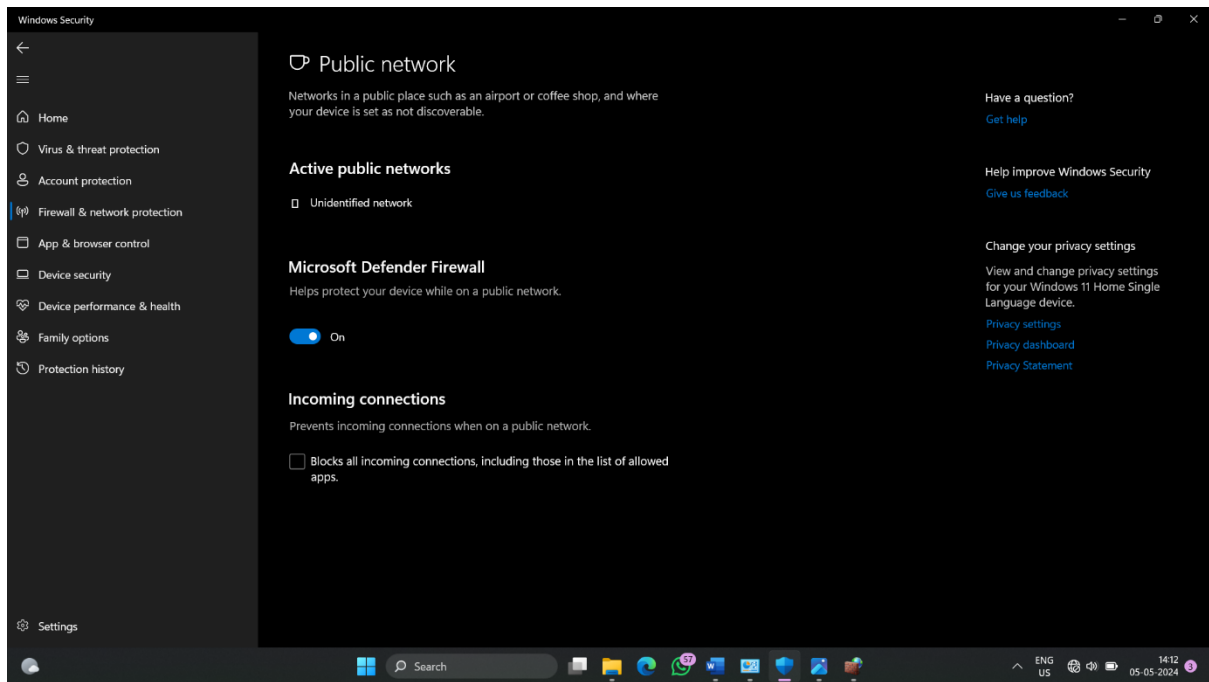 Windows Security
Home
Virus & threat protection
Account protection
Firewall & network protection
App & browser control
Device security
Device performance & health
Family options
Protection history
Settings
Public network
Networks in a public place such as an airport or coffee shop, and where
your device is set as not discoverable.
Active public networks
Unidentified network
Microsoft Defender Firewall
Helps protect your device while on a public network.
On
Incoming connections
Prevents incoming connections when on a public network.
Blocks all incoming connections, including those in the list of allowed
apps.
Have a question?
Get help
Help improve Windows Security
Give us feedback
Change your privacy settings
View and change privacy settings
for your Windows 11 Home Single
Language device.
Privacy settings
Privacy dashboard
Privacy Statement
Search
57
W
ENG
US
14:12
05-05-2024
3